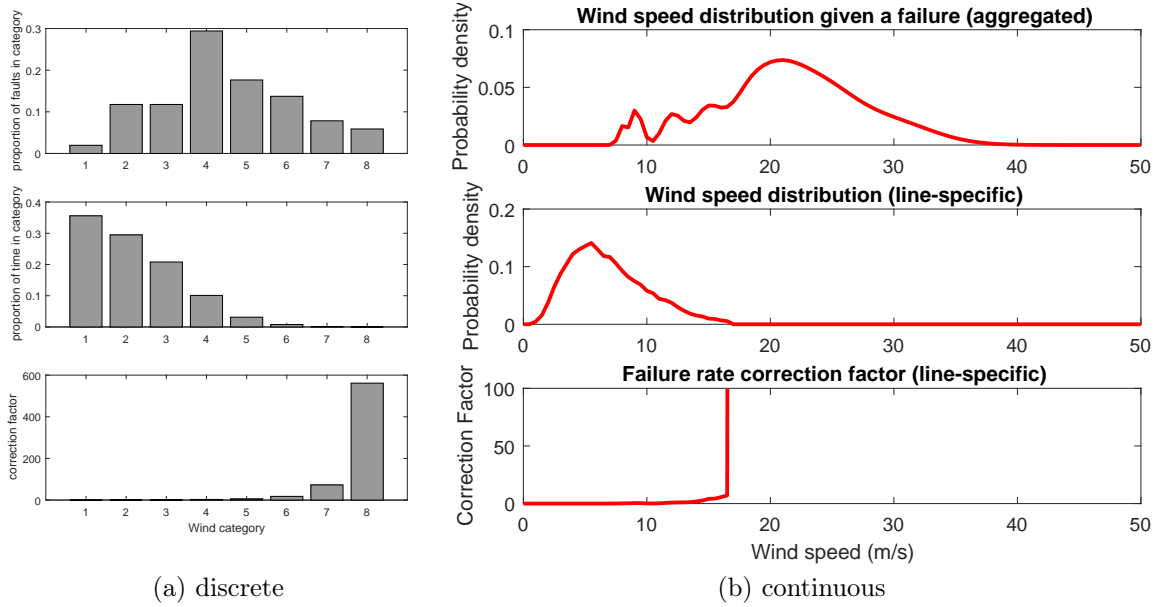 proportion of faults in category
0.3
0.2
0.1
0
1 2 3 4 5 6 7 8
proportion of time in category
0.4
0.3
0.2
0.1
0
1 2 3 4 5 6 7 8
correction factor
600
400
200
0
1 2 3 4 5 6 7 8
Wind category
(a) discrete
Wind speed distribution given a failure (aggregated)
Probability density
0.1
0.05
0
0 10 20 30 40 50
Wind speed distribution (line-specific)
Probability density
0.2
0.1
0
0 10 20 30 40 50
Failure rate correction factor (line-specific)
Correction Factor
100
50
0
0 10 20 30 40 50
Wind speed (m/s)
(b) continuous